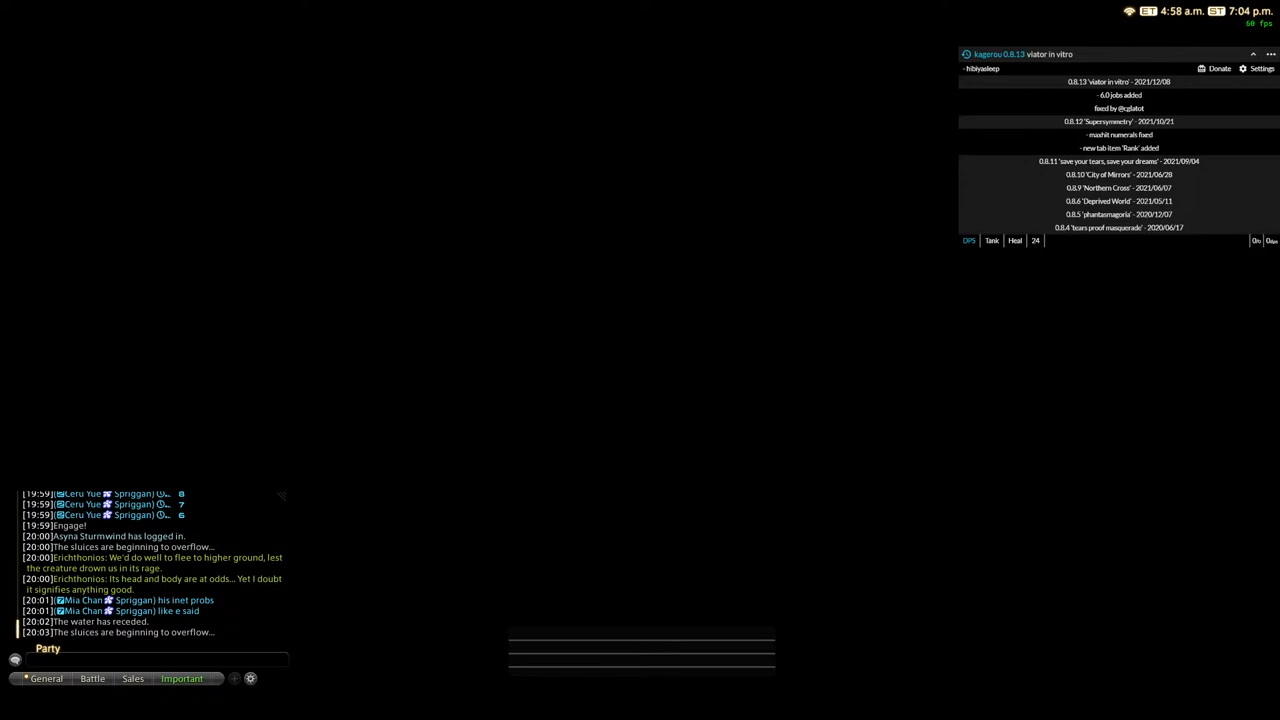 ET 4:58 a.m. ST 7:04 p.m.
60 fps
kagerou 0.8.13 viator in vitro
- hibiyasleep Donate Settings
0.8.13 'viator in vitro' - 2021/12/08
- 6.0 jobs added
fixed by @cglatot
0.8.12 'Supersymmetry' - 2021/10/21
- maxhit numerals fixed
- new tab item 'Rank' added
0.8.11 'save your tears, save your dreams' - 2021/09/04
0.8.10 'City of Mirrors' - 2021/06/28
0.8.9 'Northern Cross' - 2021/06/07
0.8.6 'Deprived World' - 2021/05/11
0.8.5 'phantasmagoria' - 2020/12/07
0.8.4 'tears proof masquerade' - 2020/06/17
DPS Tank Heal 24
[19:59](Ceru Yue Spriggan) 8
[19:59](Ceru Yue Spriggan) 7
[19:59](Ceru Yue Spriggan) 6
[19:59]Engage!
[20:00]Asyna Sturmwind has logged in.
[20:00]The sluices are beginning to overflow...
[20:00]Erichthonios: We'd do well to flee to higher ground, lest
the creature drown us in its rage.
[20:00]Erichthonios: Its head and body are at odds... Yet I doubt
it signifies anything good.
[20:01](7Mia Chan Spriggan) his inet probs
[20:01](7Mia Chan Spriggan) like e said
[20:02]The water has receded.
[20:03]The sluices are beginning to overflow...
Party
General Battle Sales Important